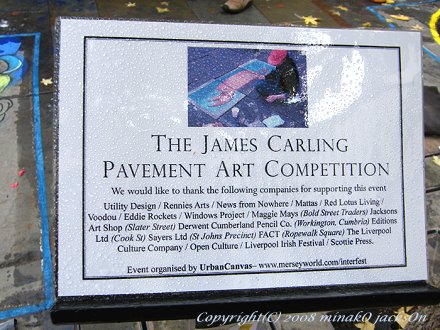 THE JAMES CARLING
PAVEMENT ART COMPETITION
We would like to thank the following companies for supporting this event
Utility Design / Rennies Arts / News from Nowhere / Mattas / Red Lotus Living /
Voodou / Eddie Rockets / Windows Project / Maggie Mays (Bold Street Traders) Jacksons
Art Shop (Slater Street) Derwent Cumberland Pencil Co. (Workington, Cumbria) Editions
Ltd (Cook St) Sayers Ltd (St Johns Precinct) FACT (Ropewalk Square) The Liverpool
Culture Company / Open Culture / Liverpool Irish Festival / Scottie Press.
Event organised by UrbanCanvas– www.merseyworld.com/interfest
Copyright(c) 2008 minakO jacksOn